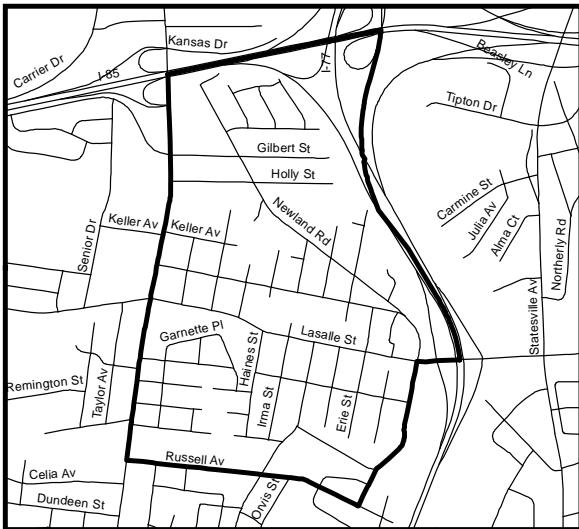 Kansas Dr
Carrier Dr
I-85
I-77
Beasley Ln
Tipton Dr
Gilbert St
Holly St
Carmine St
Julia Av
Alma Ct
Northerly Rd
Newland Rd
Keller Av
Keller Av
Senior Dr
Statesville Av
Garnette Pl
Lasalle St
Haines St
Remington St
Taylor Av
Irma St
Erie St
Russell Av
Celia Av
Orvis St
Dundeen St